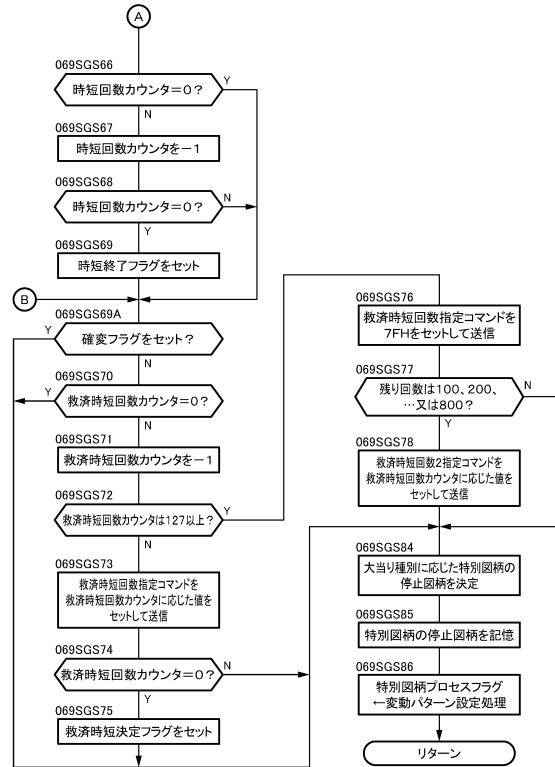 A
069SGS66
時短回数カウンタ＝0？
Y
N
069SGS67
時短回数カウンタを－1
069SGS68
時短回数カウンタ＝0？
N
Y
069SGS69
時短終了フラグをセット
B
069SGS69A
Y
確変フラグをセット？
N
069SGS70
Y
救済時短回数カウンタ＝0？
N
069SGS71
救済時短回数カウンタを－1
069SGS72
救済時短回数カウンタは127以上？
Y
N
069SGS73
救済時短回数指定コマンドを
救済時短回数カウンタに応じた値を
セットして送信
069SGS74
救済時短回数カウンタ＝0？
N
Y
069SGS75
救済時短決定フラグをセット
069SGS76
救済時短回数指定コマンドを
7FHをセットして送信
069SGS77
残り回数は100、200、
…又は800？
N
Y
069SGS78
救済時短回数2指定コマンドを
救済時短回数カウンタに応じた値を
セットして送信
069SGS84
大当り種別に応じた特別図柄の
停止図柄を決定
069SGS85
特別図柄の停止図柄を記憶
069SGS86
特別図柄プロセスフラグ
←変動パターン設定処理
リターン